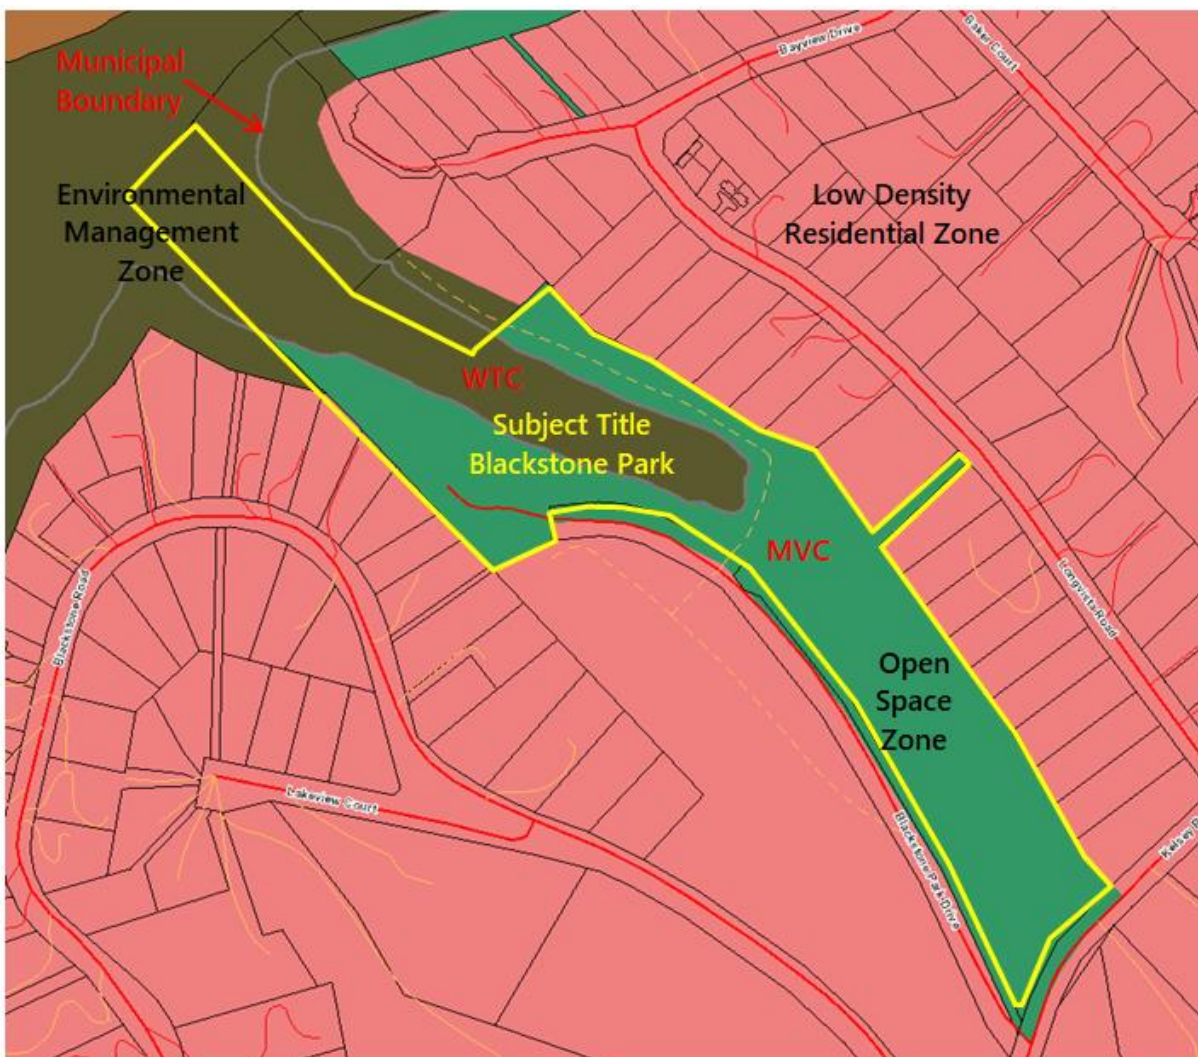 Municipal
Boundary
Bayview Drive
Baker Court
Environmental
Management
Zone
Low Density
Residential Zone
WTC
Subject Title
Blackstone Park
MVC
Blackstone Road
Longvista Road
Open
Space
Zone
Lakeview Court
Blackstone Park Drive
Kelsey